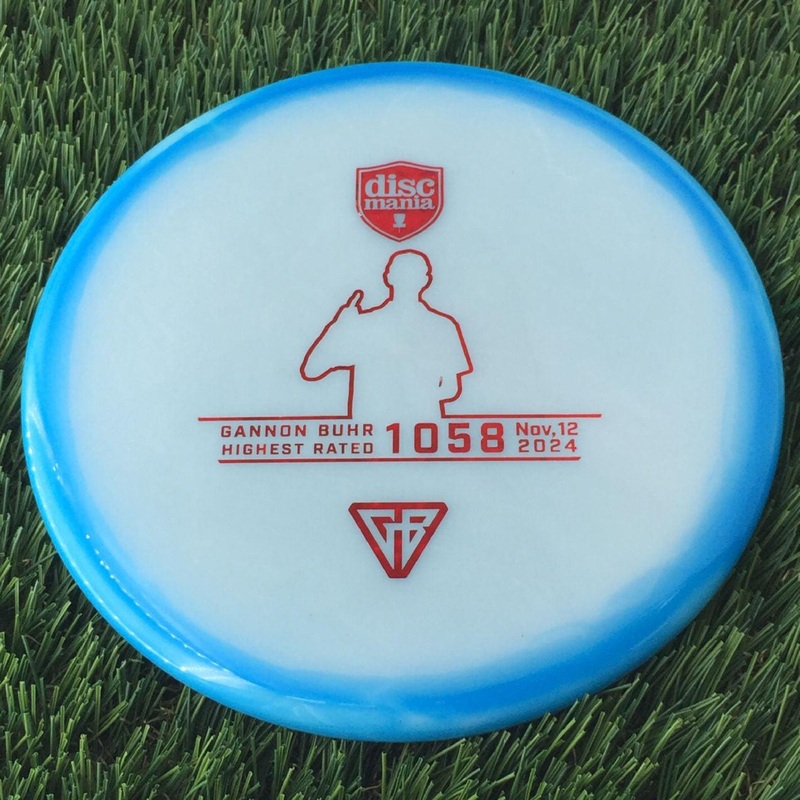 disc
mania
GANNON BUHR 1058 Nov,12
HIGHEST RATED 2024
GB